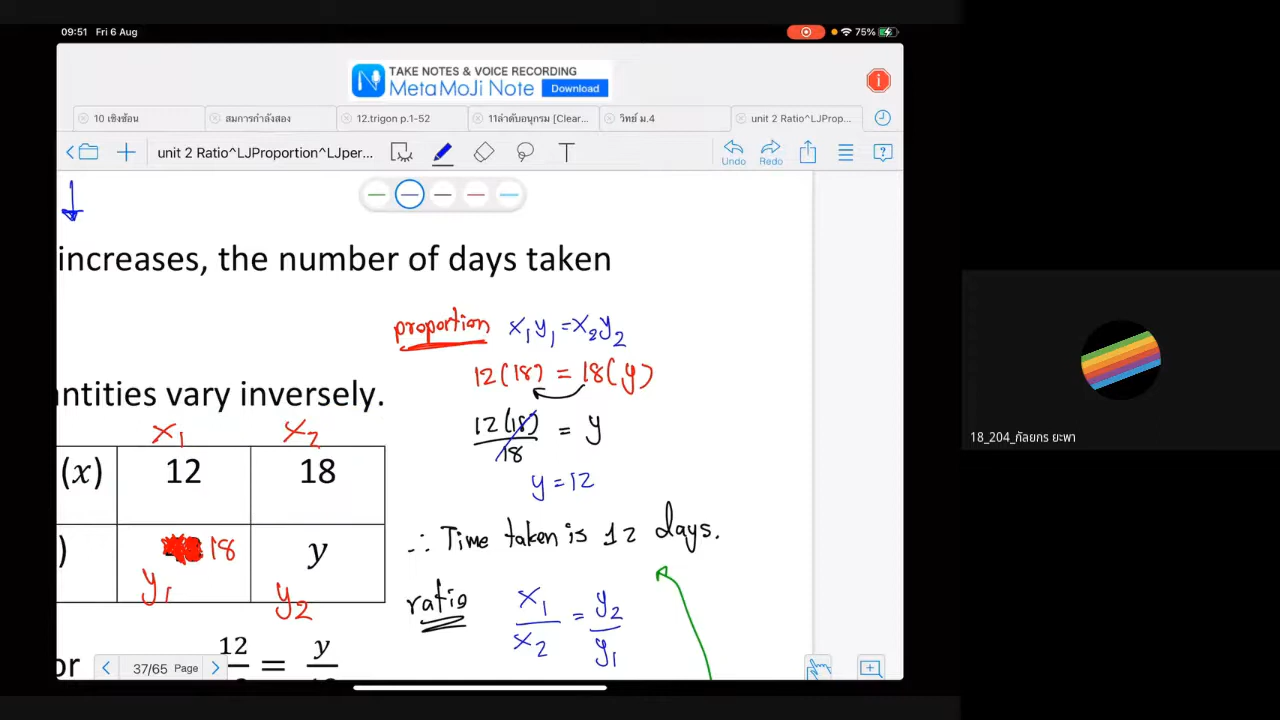 09:51 Fri 6 Aug
75%
TAKE NOTES & VOICE RECORDING
MetaMoJi Note Download
10 เชิงซ้อน
สมการกำลังสอง
12.trigon p.1-52
11ลำดับอนุกรม [Clear...
วิทย์ ม.4
unit 2 Ratio^LJProp...
unit 2 Ratio^LJProportion^LJper...
Undo
Redo
increases, the number of days taken
proportion x₁y₁=x₂y₂
12(18) = 18(y)
ntities vary inversely.
12(18)/18 = y
x₁ x₂
(x) 12 18
y = 12
) 18 y
y₁ y₂
∴ Time taken is 12 days.
ratio x₁/x₂ = y₂/y₁
or 12 = y
37/65 Page
18_204_กัลยกร ยะพา